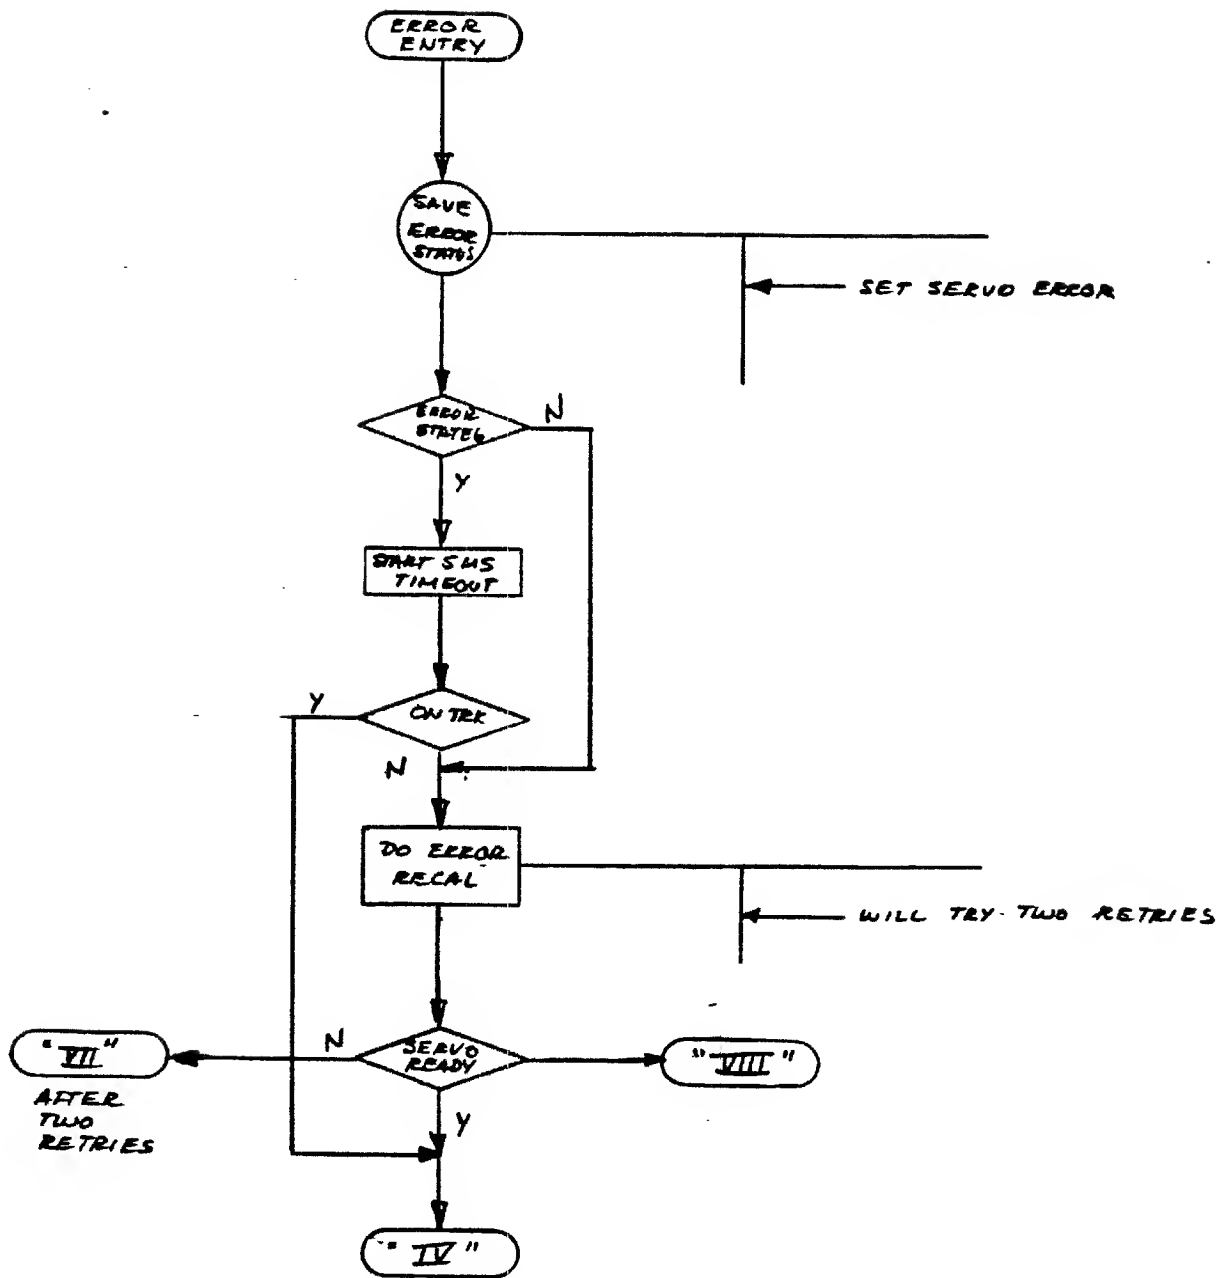 ERROR
ENTRY
SAVE
ERROR
STATUS
SET SERVO ERROR
ERROR
STATE6
N
Y
START 5MS
TIMEOUT
Y
ON TRK
N
DO ERROR
RECAL
WILL TRY TWO RETRIES
"VII"
N
SERVO
READY
"VIII"
AFTER
TWO
RETRIES
Y
"IV"